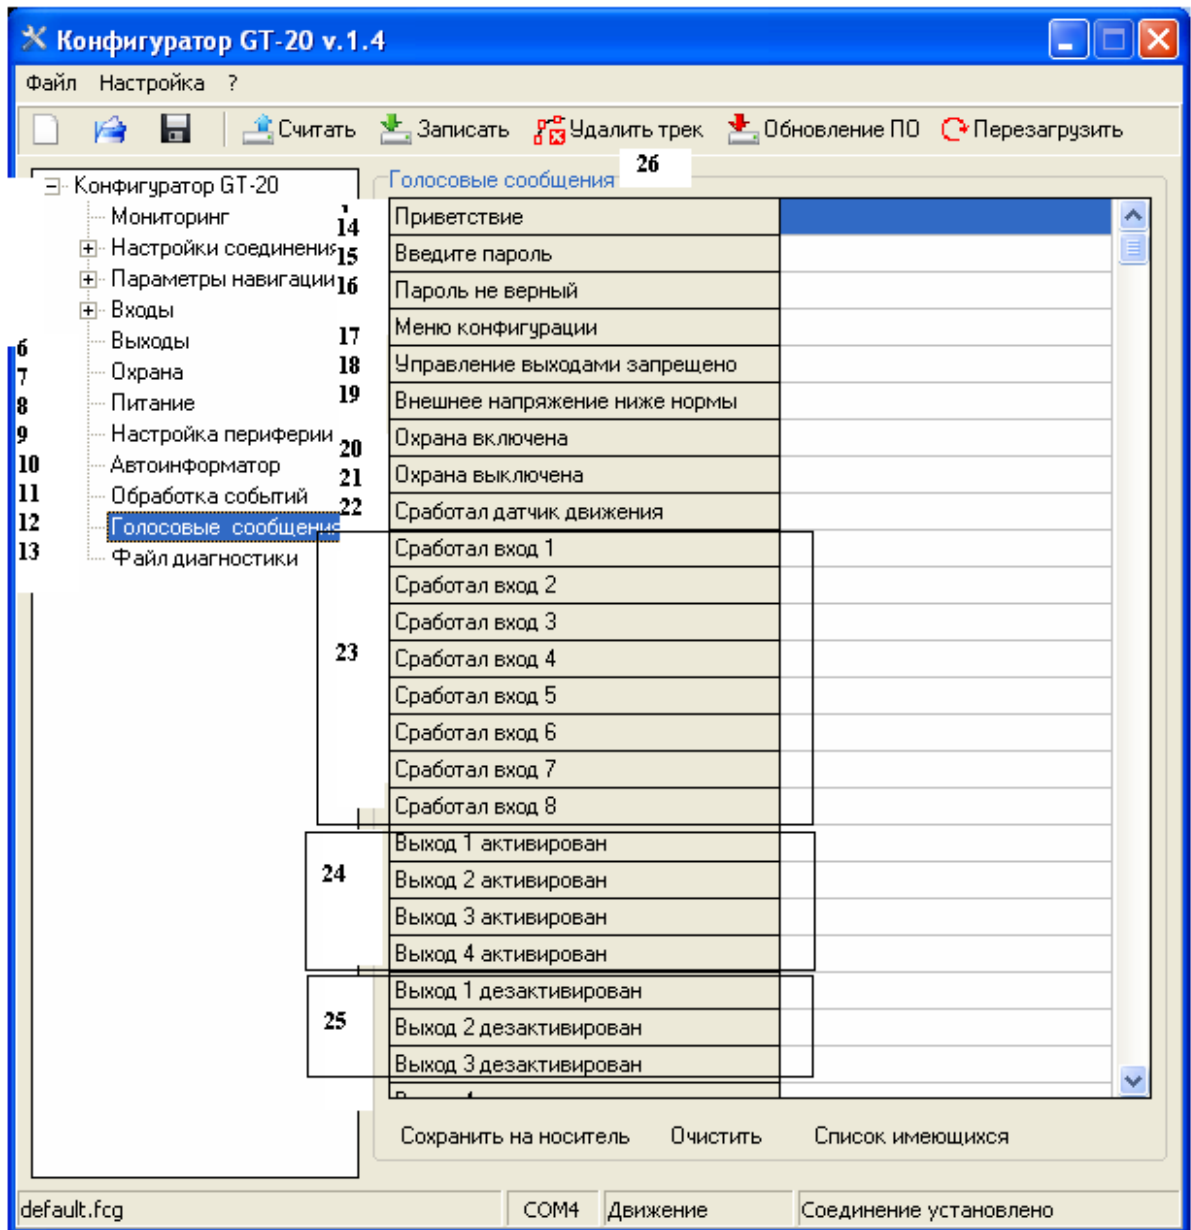 Конфигуратор GT-20 v.1.4
Файл Настройка ?
Считать Записать Удалить трек Обновление ПО Перезагрузить
26
Конфигуратор GT-20
Мониторинг
Настройки соединения
Параметры навигации
Входы
Выходы
Охрана
Питание
Настройка периферии
Автоинформатор
Обработка событий
Голосовые сообщения
Файл диагностики
6
7
8
9
10
11
12
13
14
15
16
17
18
19
20
21
22
23
24
25
Голосовые сообщения
Приветствие
Введите пароль
Пароль не верный
Меню конфигурации
Управление выходами запрещено
Внешнее напряжение ниже нормы
Охрана включена
Охрана выключена
Сработал датчик движения
Сработал вход 1
Сработал вход 2
Сработал вход 3
Сработал вход 4
Сработал вход 5
Сработал вход 6
Сработал вход 7
Сработал вход 8
Выход 1 активирован
Выход 2 активирован
Выход 3 активирован
Выход 4 активирован
Выход 1 дезактивирован
Выход 2 дезактивирован
Выход 3 дезактивирован
Сохранить на носитель Очистить Список имеющихся
default.fcg COM4 Движение Соединение установлено